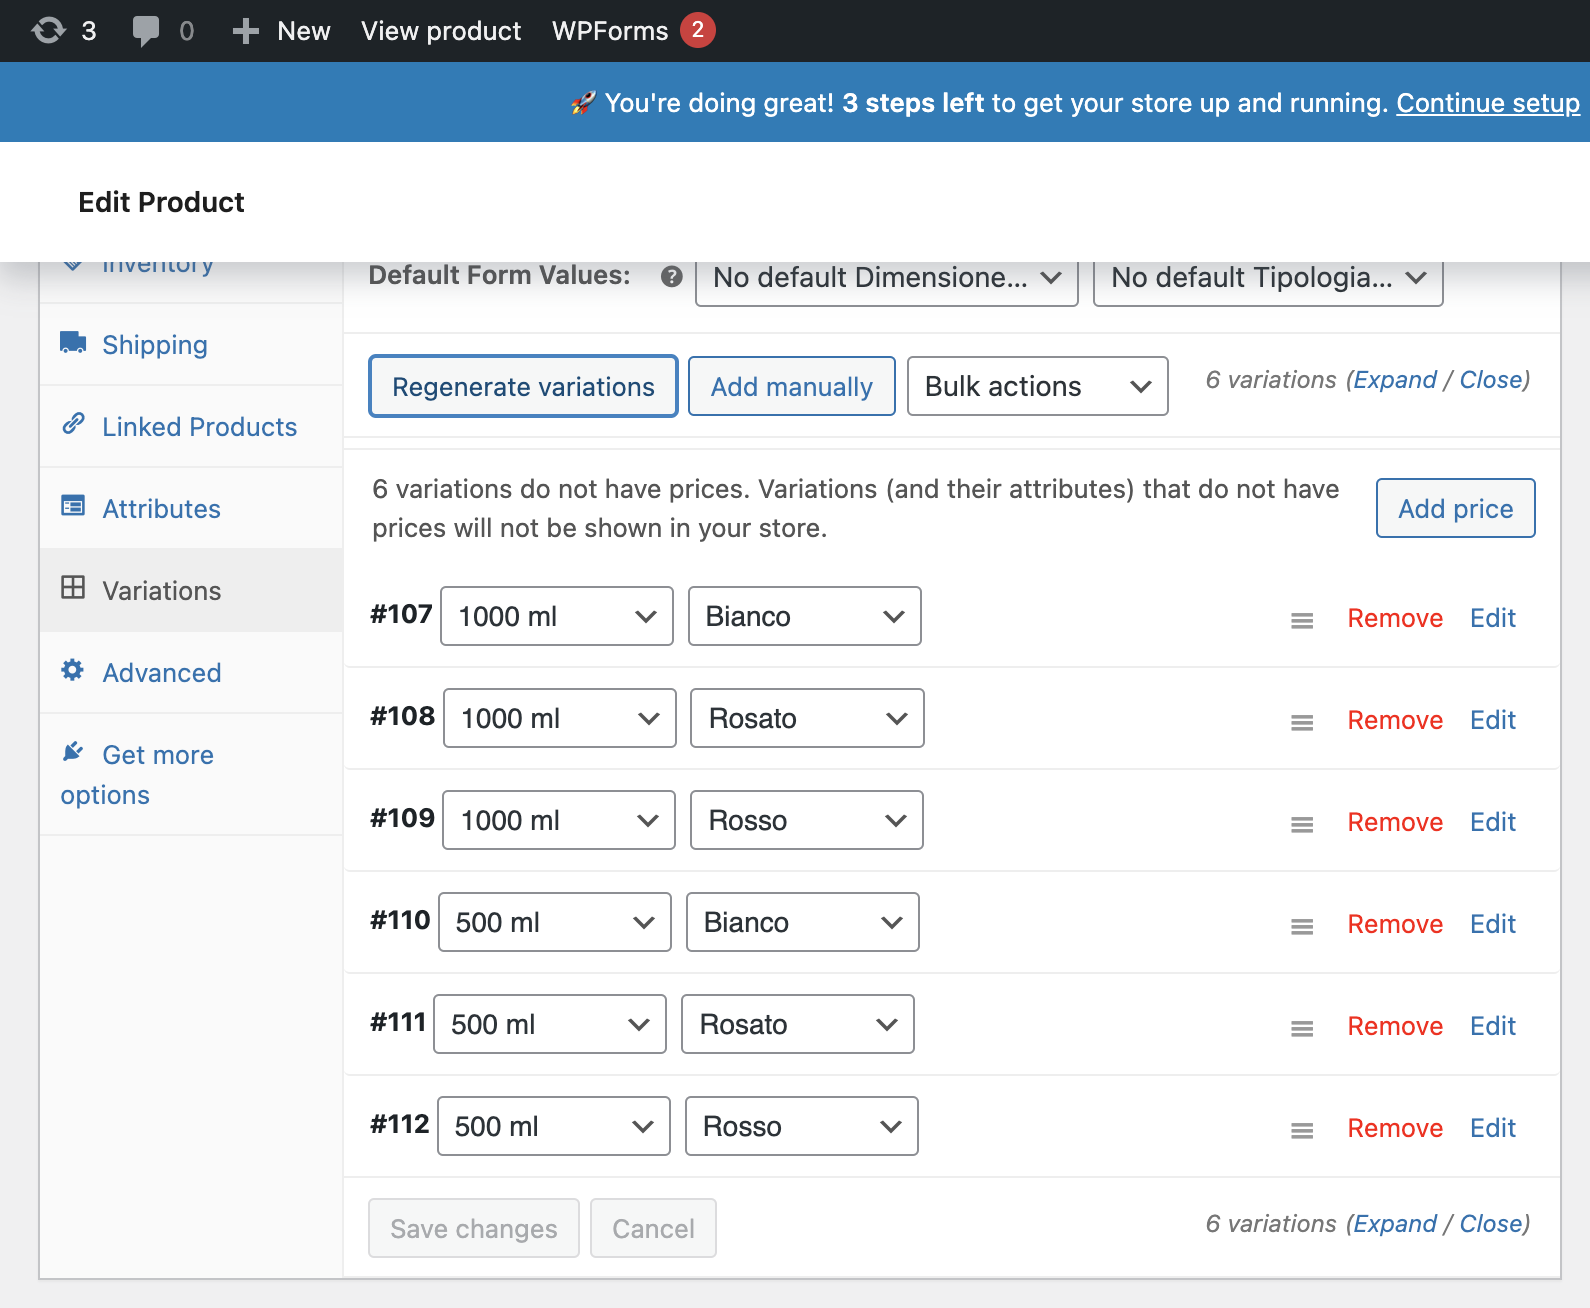 3 0 New View product WPForms 2
🚀 You're doing great! 3 steps left to get your store up and running. Continue setup
Edit Product
Inventory
Default Form Values: ? No default Dimensione... No default Tipologia...
Shipping
Linked Products
Attributes
Variations
Advanced
Get more
options
Regenerate variations Add manually Bulk actions 6 variations (Expand / Close)
6 variations do not have prices. Variations (and their attributes) that do not have
prices will not be shown in your store.
Add price
#107 1000 ml Bianco Remove Edit
#108 1000 ml Rosato Remove Edit
#109 1000 ml Rosso Remove Edit
#110 500 ml Bianco Remove Edit
#111 500 ml Rosato Remove Edit
#112 500 ml Rosso Remove Edit
Save changes Cancel 6 variations (Expand / Close)